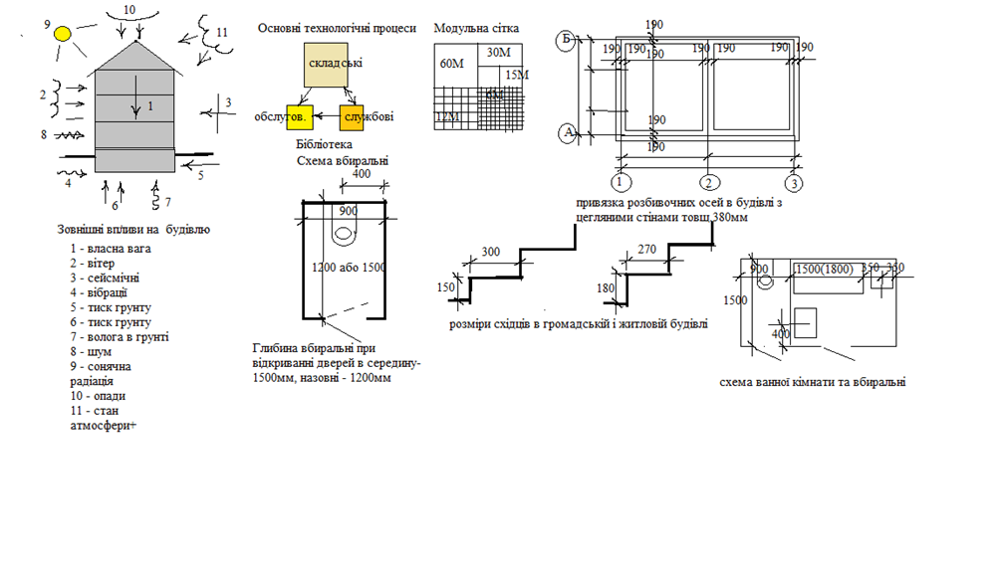 10
9
11
2
1
3
8
4
5
6
7
Зовнішні впливи на будівлю
1 - власна вага
2 - вітер
3 - сейсмічні
4 - вібрації
5 - тиск грунту
6 - тиск грунту
7 - волога в грунті
8 - шум
9 - сонячна
радіація
10 - опади
11 - стан
атмосфери+
Основні технологічні процеси
складські
обслугов.
службові
Бібліотека
Схема вбиральні
400
900
1200 або 1500
Глибина вбиральні при
відкриванні дверей в середину-
1500мм, назовні - 1200мм
Модульна сітка
60М
30М
15М
6М
12М
190
Б
190 190 190 190 190
190
А
190
190
1 2 3
привязка розбивочних осей в будівлі з
цегляними стінами товщ.380мм
300
150
270
180
розміри східців в громадській і житловій будівлі
900 1500(1800) 350 350
1500
400
схема ванної кімнати та вбиральні